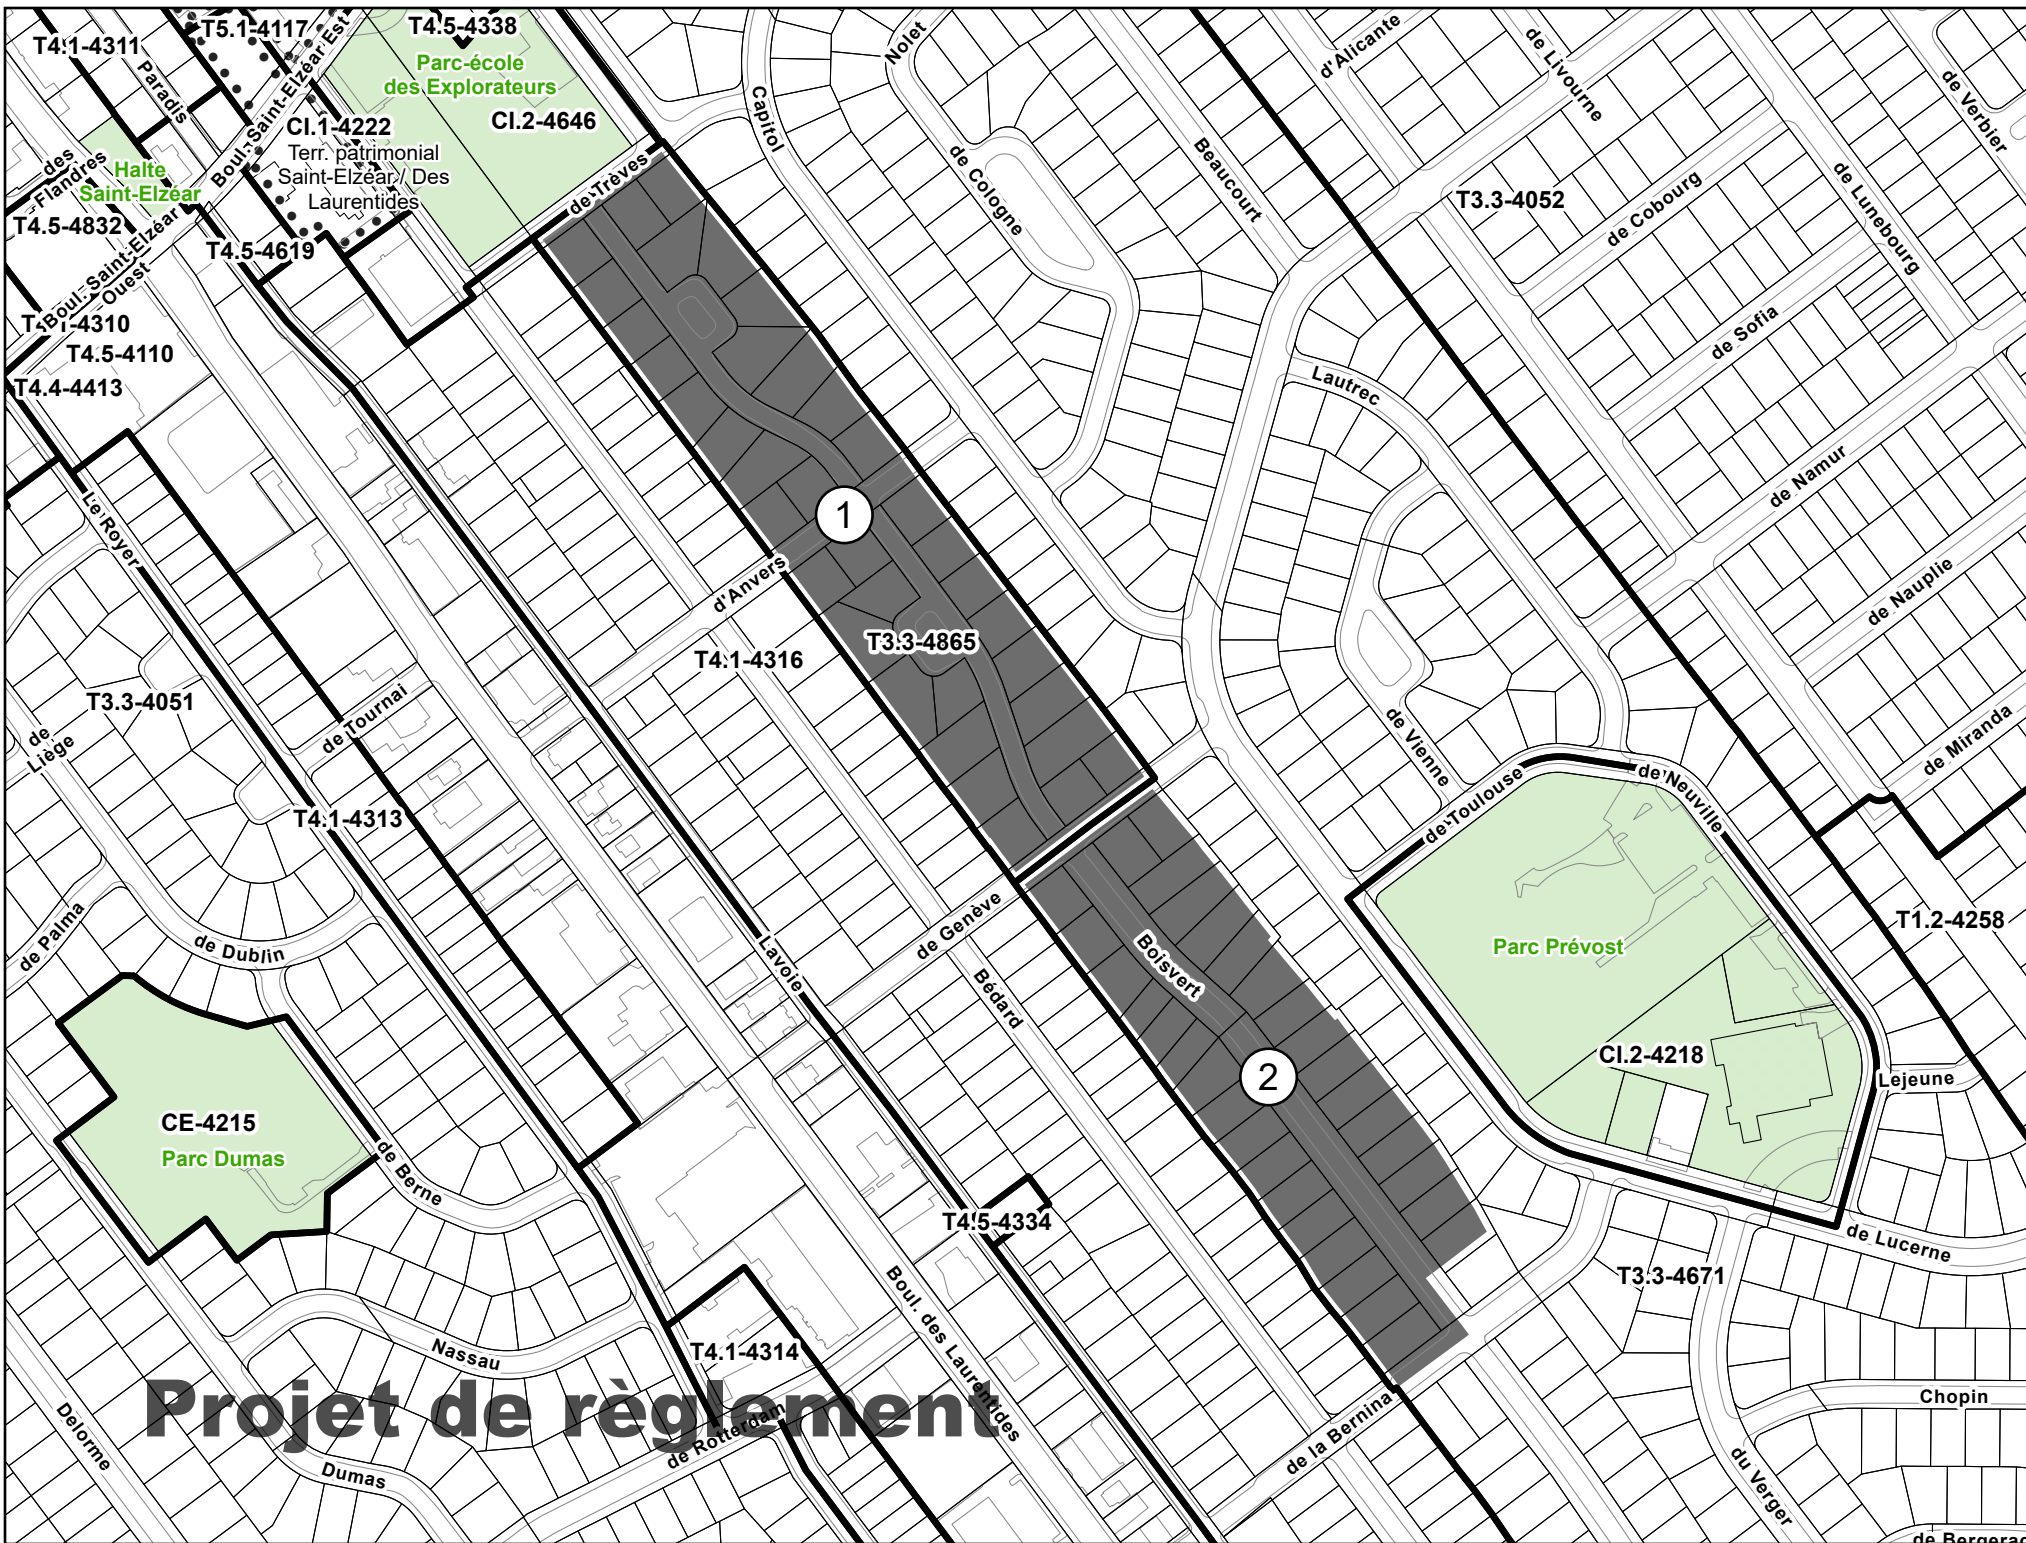 T4.1-4311
T5.1-4117
T4.5-4338
Parc-école
des Explorateurs
CI.2-4646
Paradis
Boul. Saint-Elzéar Est
CI.1-4222
Terr. patrimonial
Saint-Elzéar / Des
Laurentides
des
Flandres
Halte
Saint-Elzéar
T4.5-4832
T4.5-4619
Boul. Saint-Elzéar
Ouest
T4.5-4110
T4.4-4413
de Trèves
Capitol
Nolet
de Cologne
Beaucourt
d'Alicante
de Livourne
de Verbier
T3.3-4052
de Cobourg
de Lunebourg
de Sofia
Lautrec
de Namur
de Nauplie
de Miranda
Le Royer
1
d'Anvers
T3.3-4865
T4.1-4316
T3.3-4051
de
Liège
de Tournai
T4.1-4313
de Vienne
de Toulouse
de Neuville
Parc Prévost
T1.2-4258
CI.2-4218
Lejeune
de Palma
de Dublin
Lavoie
de Genève
Bédard
Boisvert
2
CE-4215
Parc Dumas
de Berne
T4.5-4334
de Lucerne
T3.3-4671
Nassau
T4.1-4314
Boul. des Laurentides
Projet de règlement
de Rotterdam
de la Bernina
Chopin
du Verger
Delorme
Dumas
de Bergerac